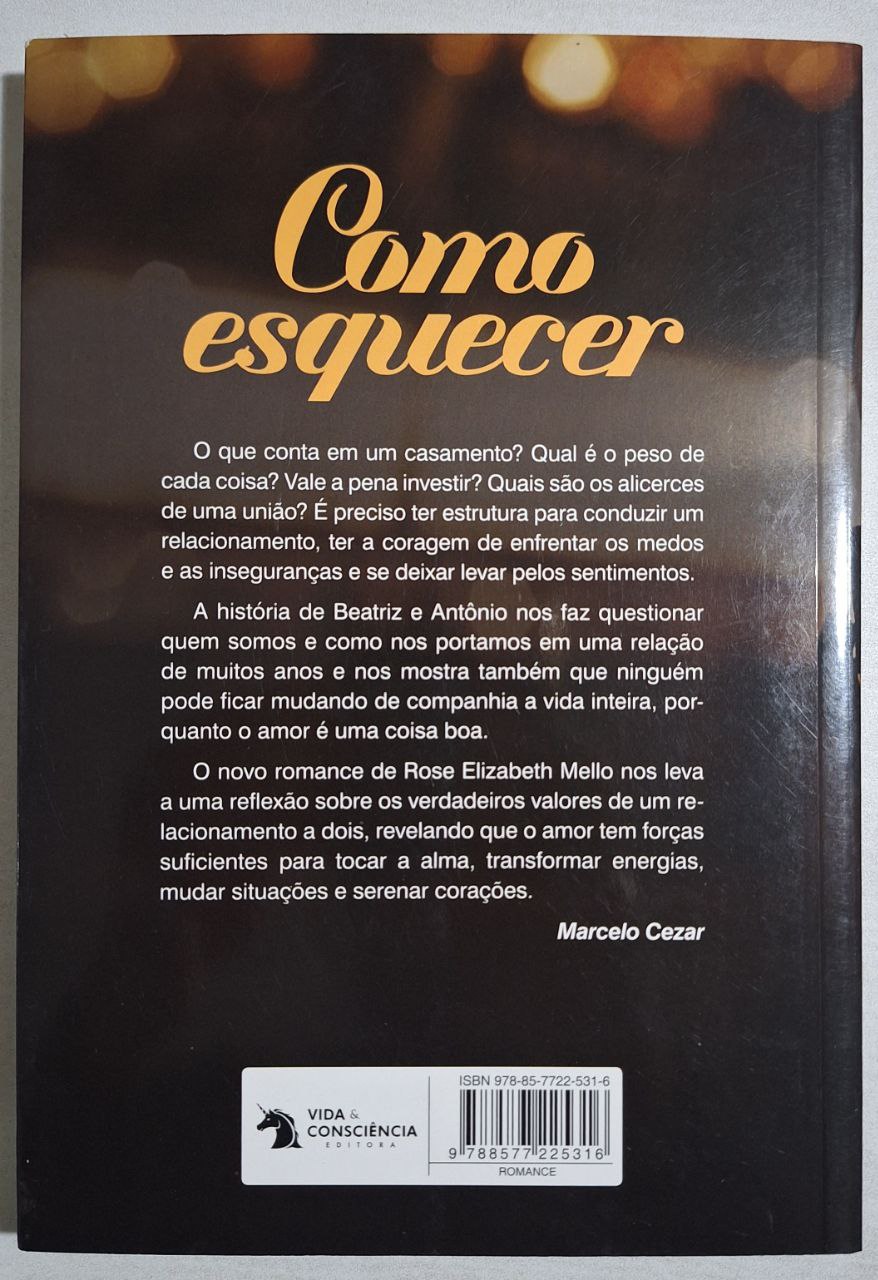 Como
esquecer
O que conta em um casamento? Qual é o peso de
cada coisa? Vale a pena investir? Quais são os alicerces
de uma união? É preciso ter estrutura para conduzir um
relacionamento, ter a coragem de enfrentar os medos
e as inseguranças e se deixar levar pelos sentimentos.
A história de Beatriz e Antônio nos faz questionar
quem somos e como nos portamos em uma relação
de muitos anos e nos mostra também que ninguém
pode ficar mudando de companhia a vida inteira, por-
quanto o amor é uma coisa boa.
O novo romance de Rose Elizabeth Mello nos leva
a uma reflexão sobre os verdadeiros valores de um re-
lacionamento a dois, revelando que o amor tem forças
suficientes para tocar a alma, transformar energias,
mudar situações e serenar corações.
Marcelo Cezar
VIDA &
CONSCIÊNCIA
EDITORA
ISBN 978-85-7722-531-6
9 788577 225316
ROMANCE